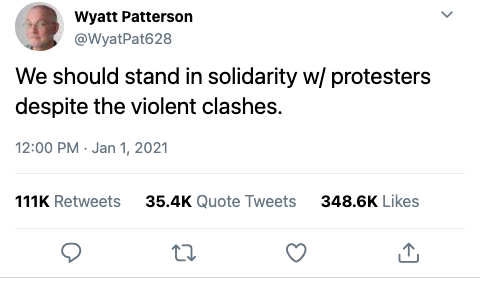 Wyatt Patterson
@WyatPat628
We should stand in solidarity w/ protesters
despite the violent clashes.
12:00 PM · Jan 1, 2021
111K Retweets 35.4K Quote Tweets 348.6K Likes